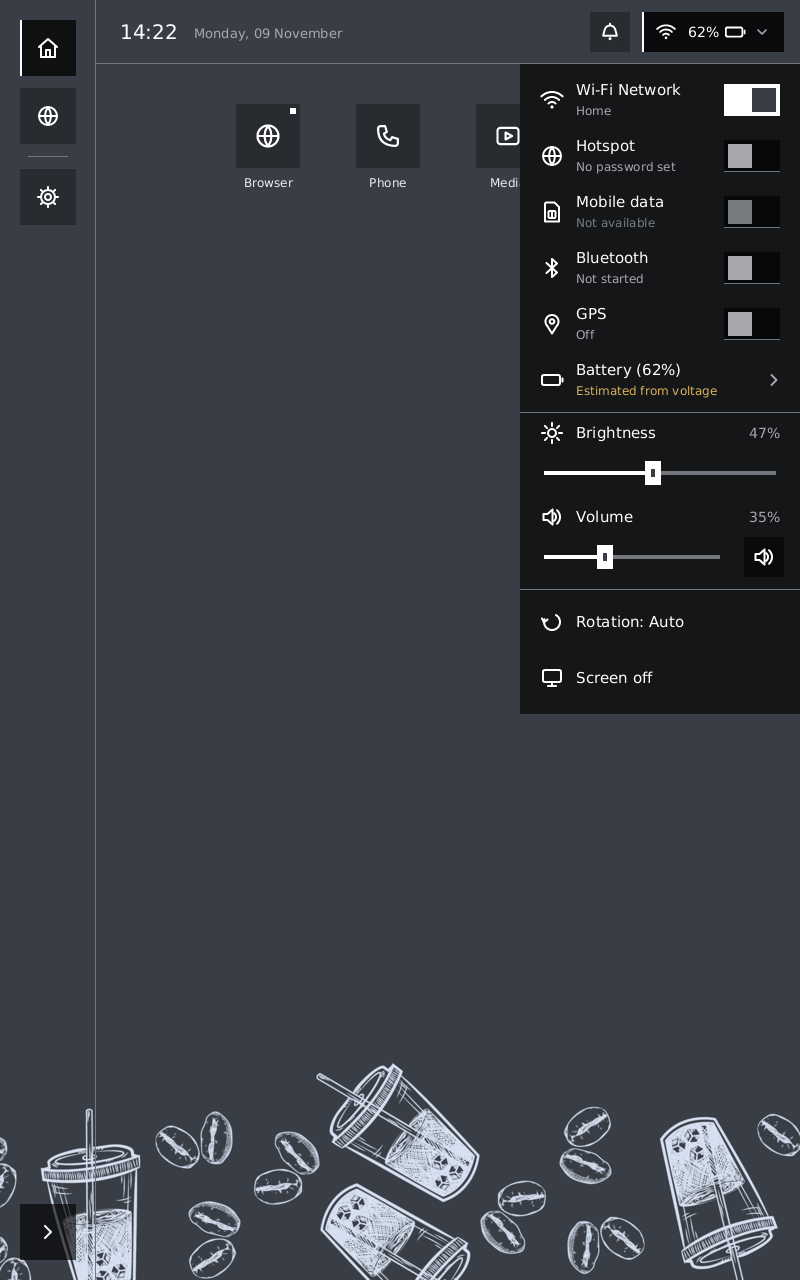 14:22 Monday, 09 November 62%
Browser
Phone
Medi
Wi-Fi Network
Home
Hotspot
No password set
Mobile data
Not available
Bluetooth
Not started
GPS
Off
Battery (62%)
Estimated from voltage
Brightness 47%
Volume 35%
Rotation: Auto
Screen off